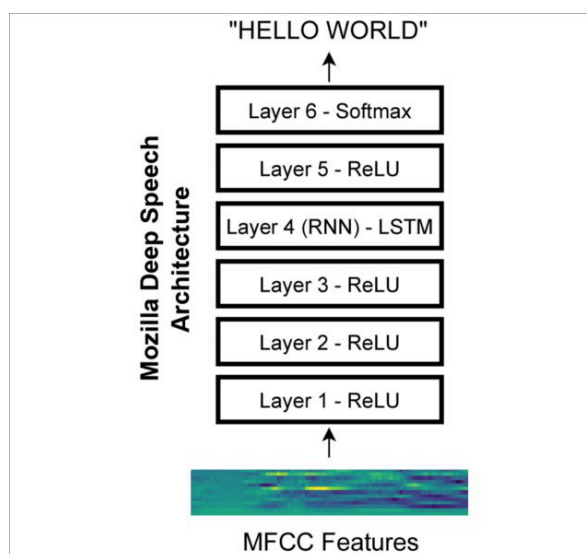 "HELLO WORLD"
Layer 6 - Softmax
Layer 5 - ReLU
Layer 4 (RNN) - LSTM
Layer 3 - ReLU
Layer 2 - ReLU
Layer 1 - ReLU
Mozilla Deep Speech
Architecture
MFCC Features